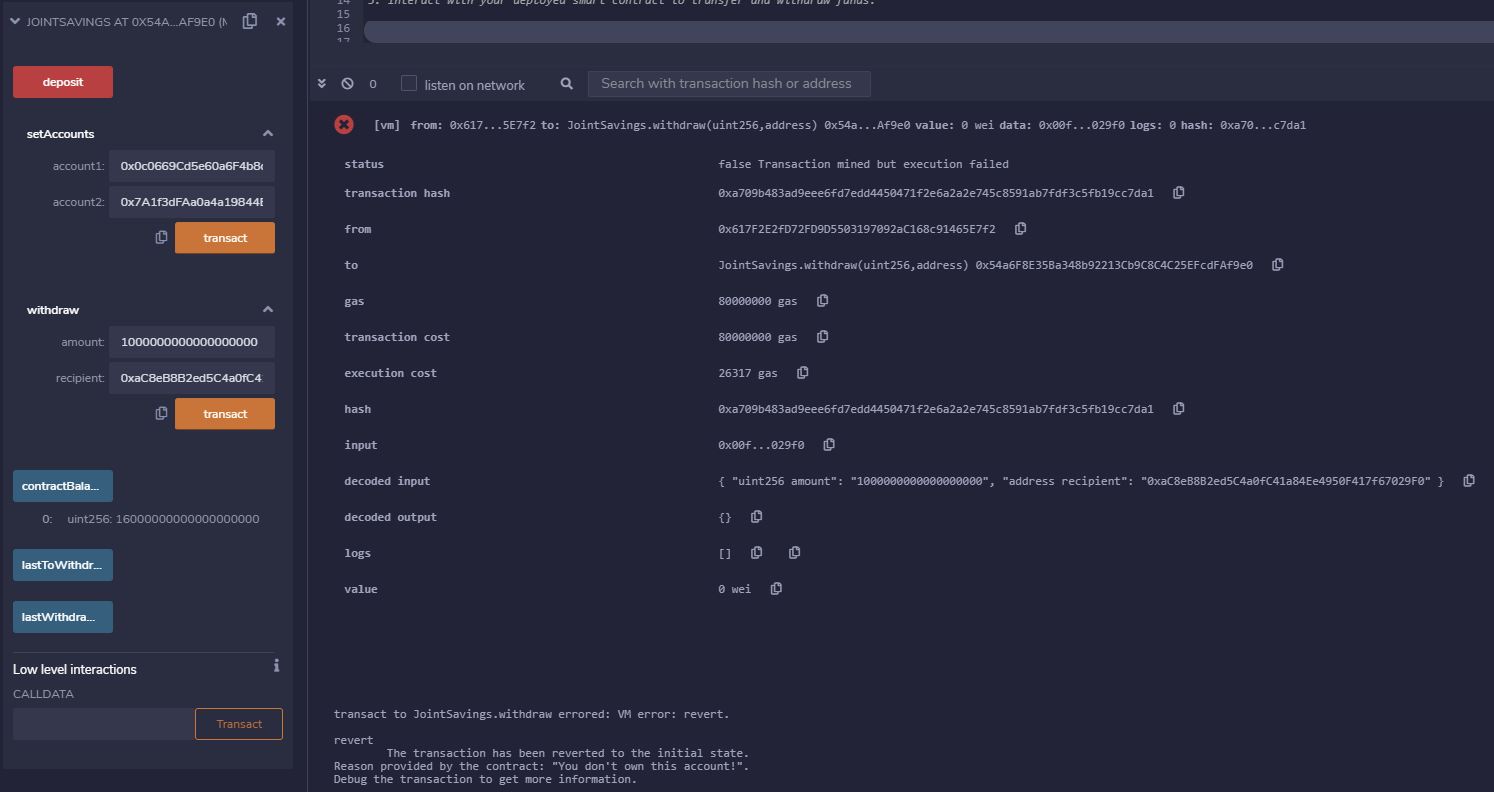 JOINTSAVINGS AT 0X54A...AF9E0 (M
deposit
setAccounts
account1: 0x0c0669Cd5e60a6F4b8
account2: 0x7A1f3dFAa0a4a19844
transact
withdraw
amount: 1000000000000000000
recipient: 0xaC8eB8B2ed5C4a0fC4
transact
contractBala...
0: uint256: 16000000000000000000
lastToWithdr...
lastWithdra...
Low level interactions
CALLDATA
Transact
14
5. Interact with your deployed smart contract to transfer and withdraw funds.
15
16
17
0 listen on network Search with transaction hash or address
[vm] from: 0x617...5E7f2 to: JointSavings.withdraw(uint256,address) 0x54a...Af9e0 value: 0 wei data: 0x00f...029f0 logs: 0 hash: 0xa70...c7da1
status false Transaction mined but execution failed
transaction hash 0xa709b483ad9eee6fd7edd4450471f2e6a2a2e745c8591ab7fdf3c5fb19cc7da1
from 0x617F2E2fD72FD9D5503197092aC168c91465E7f2
to JointSavings.withdraw(uint256,address) 0x54a6F8E35Ba348b92213Cb9C8C4C25EFcdFAf9e0
gas 80000000 gas
transaction cost 80000000 gas
execution cost 26317 gas
hash 0xa709b483ad9eee6fd7edd4450471f2e6a2a2e745c8591ab7fdf3c5fb19cc7da1
input 0x00f...029f0
decoded input { "uint256 amount": "1000000000000000000", "address recipient": "0xaC8eB8B2ed5C4a0fC41a84Ee4950F417f67029F0" }
decoded output {}
logs []
value 0 wei
transact to JointSavings.withdraw errored: VM error: revert.
revert
The transaction has been reverted to the initial state.
Reason provided by the contract: "You don't own this account!".
Debug the transaction to get more information.